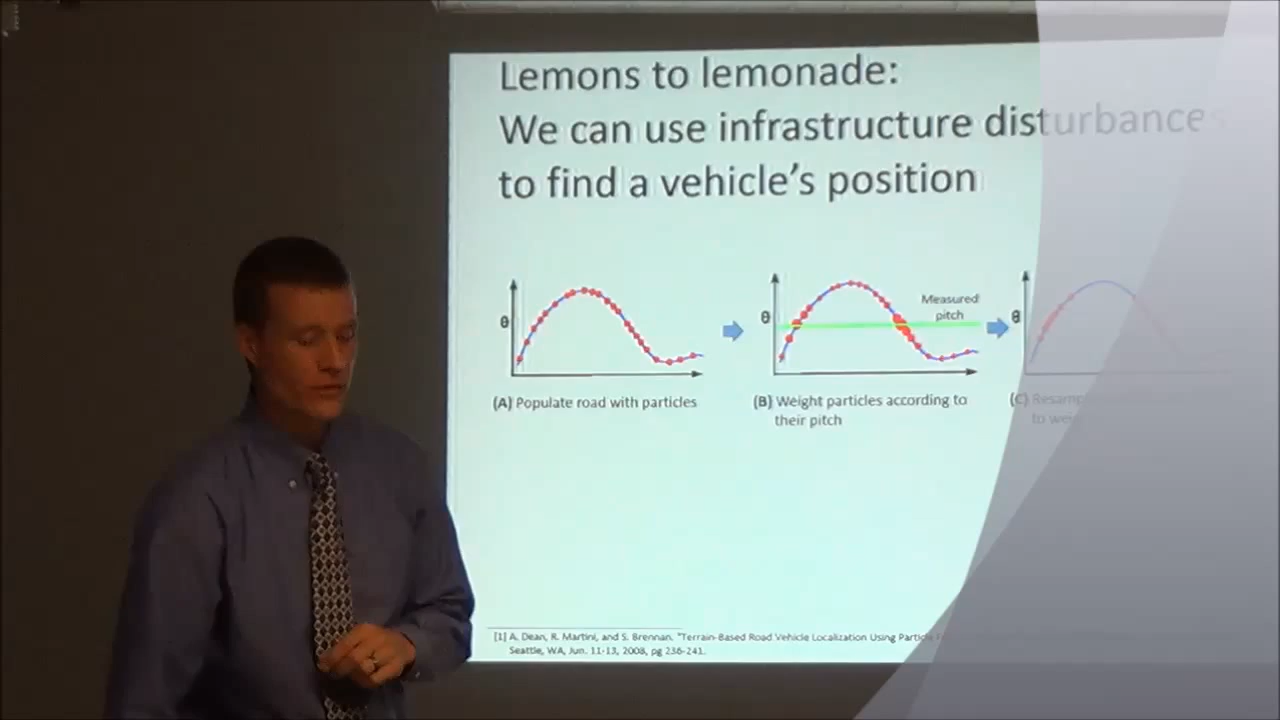 Lemons to lemonade:
We can use infrastructure disturbances
to find a vehicle's position
θ
(A) Populate road with particles
θ
Measured
pitch
(B) Weight particles according to
their pitch
θ
(C)
to
[1] A. Dean, R. Martini, and S. Brennan. "Terrain-Based Road Vehicle Localization Using
Seattle, WA, Jun. 11-13, 2008, pg 236-241.